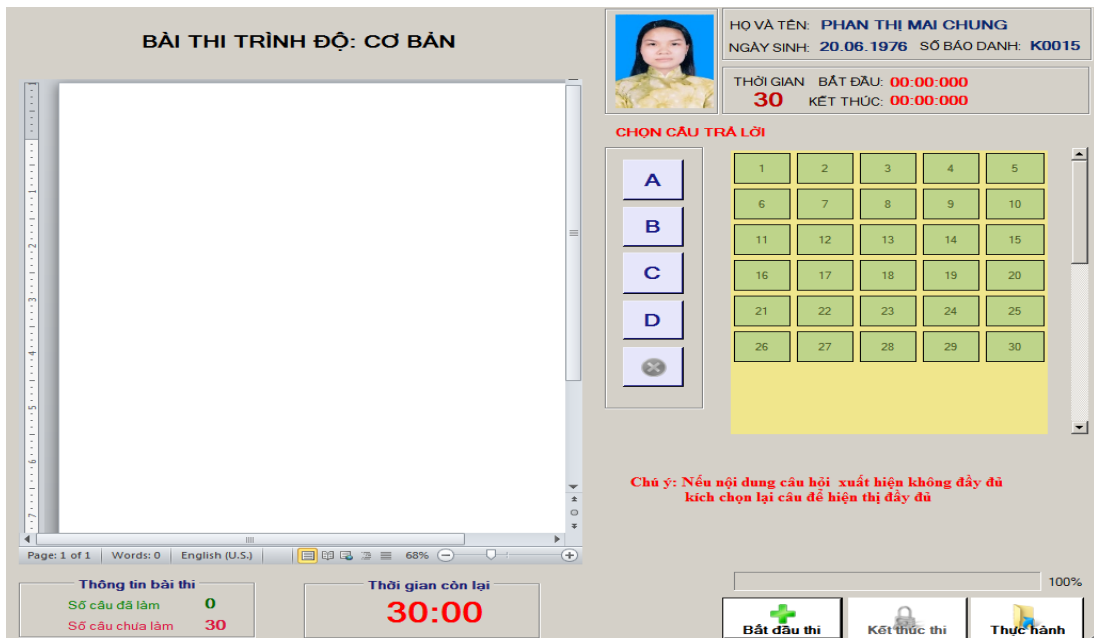 BÀI THI TRÌNH ĐỘ: CƠ BẢN
HỌ VÀ TÊN: PHAN THỊ MAI CHUNG
NGÀY SINH: 20.06.1976 SỐ BÁO DANH: K0015
THỜI GIAN BẮT ĐẦU: 00:00:000
30 KẾT THÚC: 00:00:000
CHỌN CÂU TRẢ LỜI
A
B
C
D
1 2 3 4 5
6 7 8 9 10
11 12 13 14 15
16 17 18 19 20
21 22 23 24 25
26 27 28 29 30
Chú ý: Nếu nội dung câu hỏi xuất hiện không đầy đủ
kích chọn lại câu để hiện thị đầy đủ
Page: 1 of 1 Words: 0 English (U.S.) 68%
Thông tin bài thi
Số câu đã làm 0
Số câu chưa làm 30
Thời gian còn lại
30:00
100%
Bắt đầu thi Kết thúc thi Thực hành